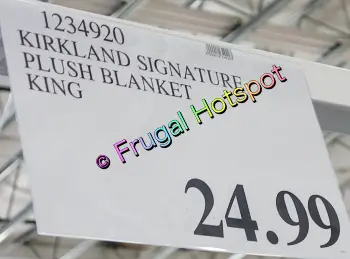 1234920
KIRKLAND SIGNATURE
PLUSH BLANKET
KING
© Frugal Hotspot
24.99